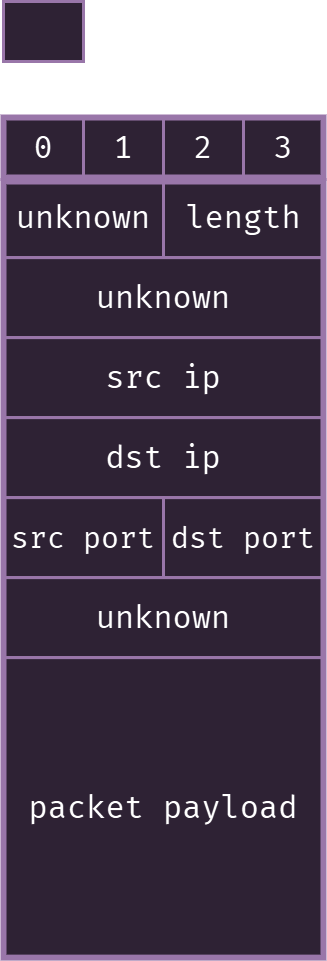 0 1 2 3
unknown length
unknown
src ip
dst ip
src port dst port
unknown
packet payload